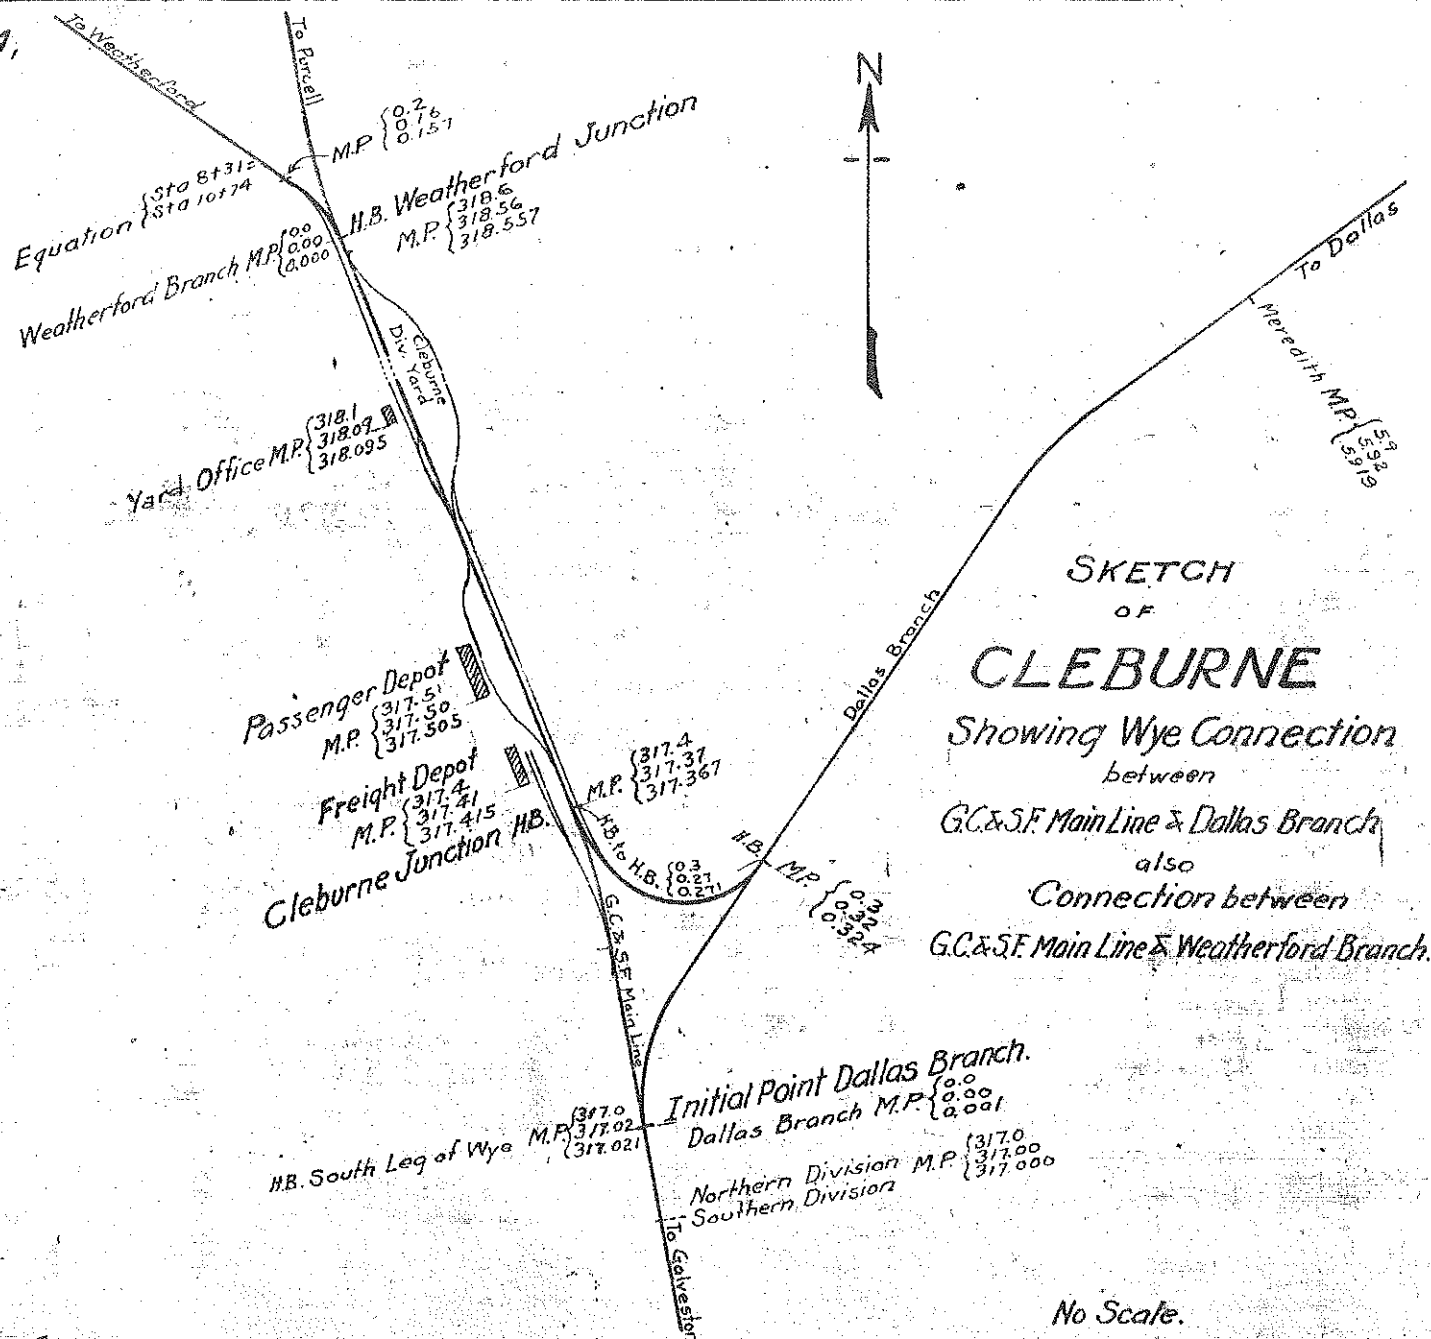 To Weatherford
To Purcell
N
M.P. {0.2
0.16
0.157
H.B. Weatherford Junction
M.P. {318.6
318.56
318.557
Equation {Sta 8+31=
Sta 10+74
Weatherford Branch M.P. {0.0
0.00
0.000
To Dallas
Meredith M.P. {5.9
5.92
5.919
Cleburne
Div. Yard
Yard Office M.P. {318.1
318.09
318.095
Dallas Branch
SKETCH
OF
CLEBURNE
Showing Wye Connection
between
G.C.&S.F. Main Line & Dallas Branch
also
Connection between
G.C.&S.F. Main Line & Weatherford Branch.
Passenger Depot
M.P. {317.5
317.50
317.505
Freight Depot
M.P. {317.4
317.41
317.415
Cleburne Junction H.B.
M.P. {317.4
317.37
317.367
H.B. to H.B. {0.3
0.27
0.271
H.B. M.P. {0.3
0.32
0.324
G.C.&S.F. Main Line
Initial Point Dallas Branch.
Dallas Branch M.P. {0.0
0.00
0.001
H.B. South Leg of Wye M.P. {317.0
317.02
317.021
Northern Division M.P. {317.0
Southern Division 317.00
317.000
To Galveston
No Scale.